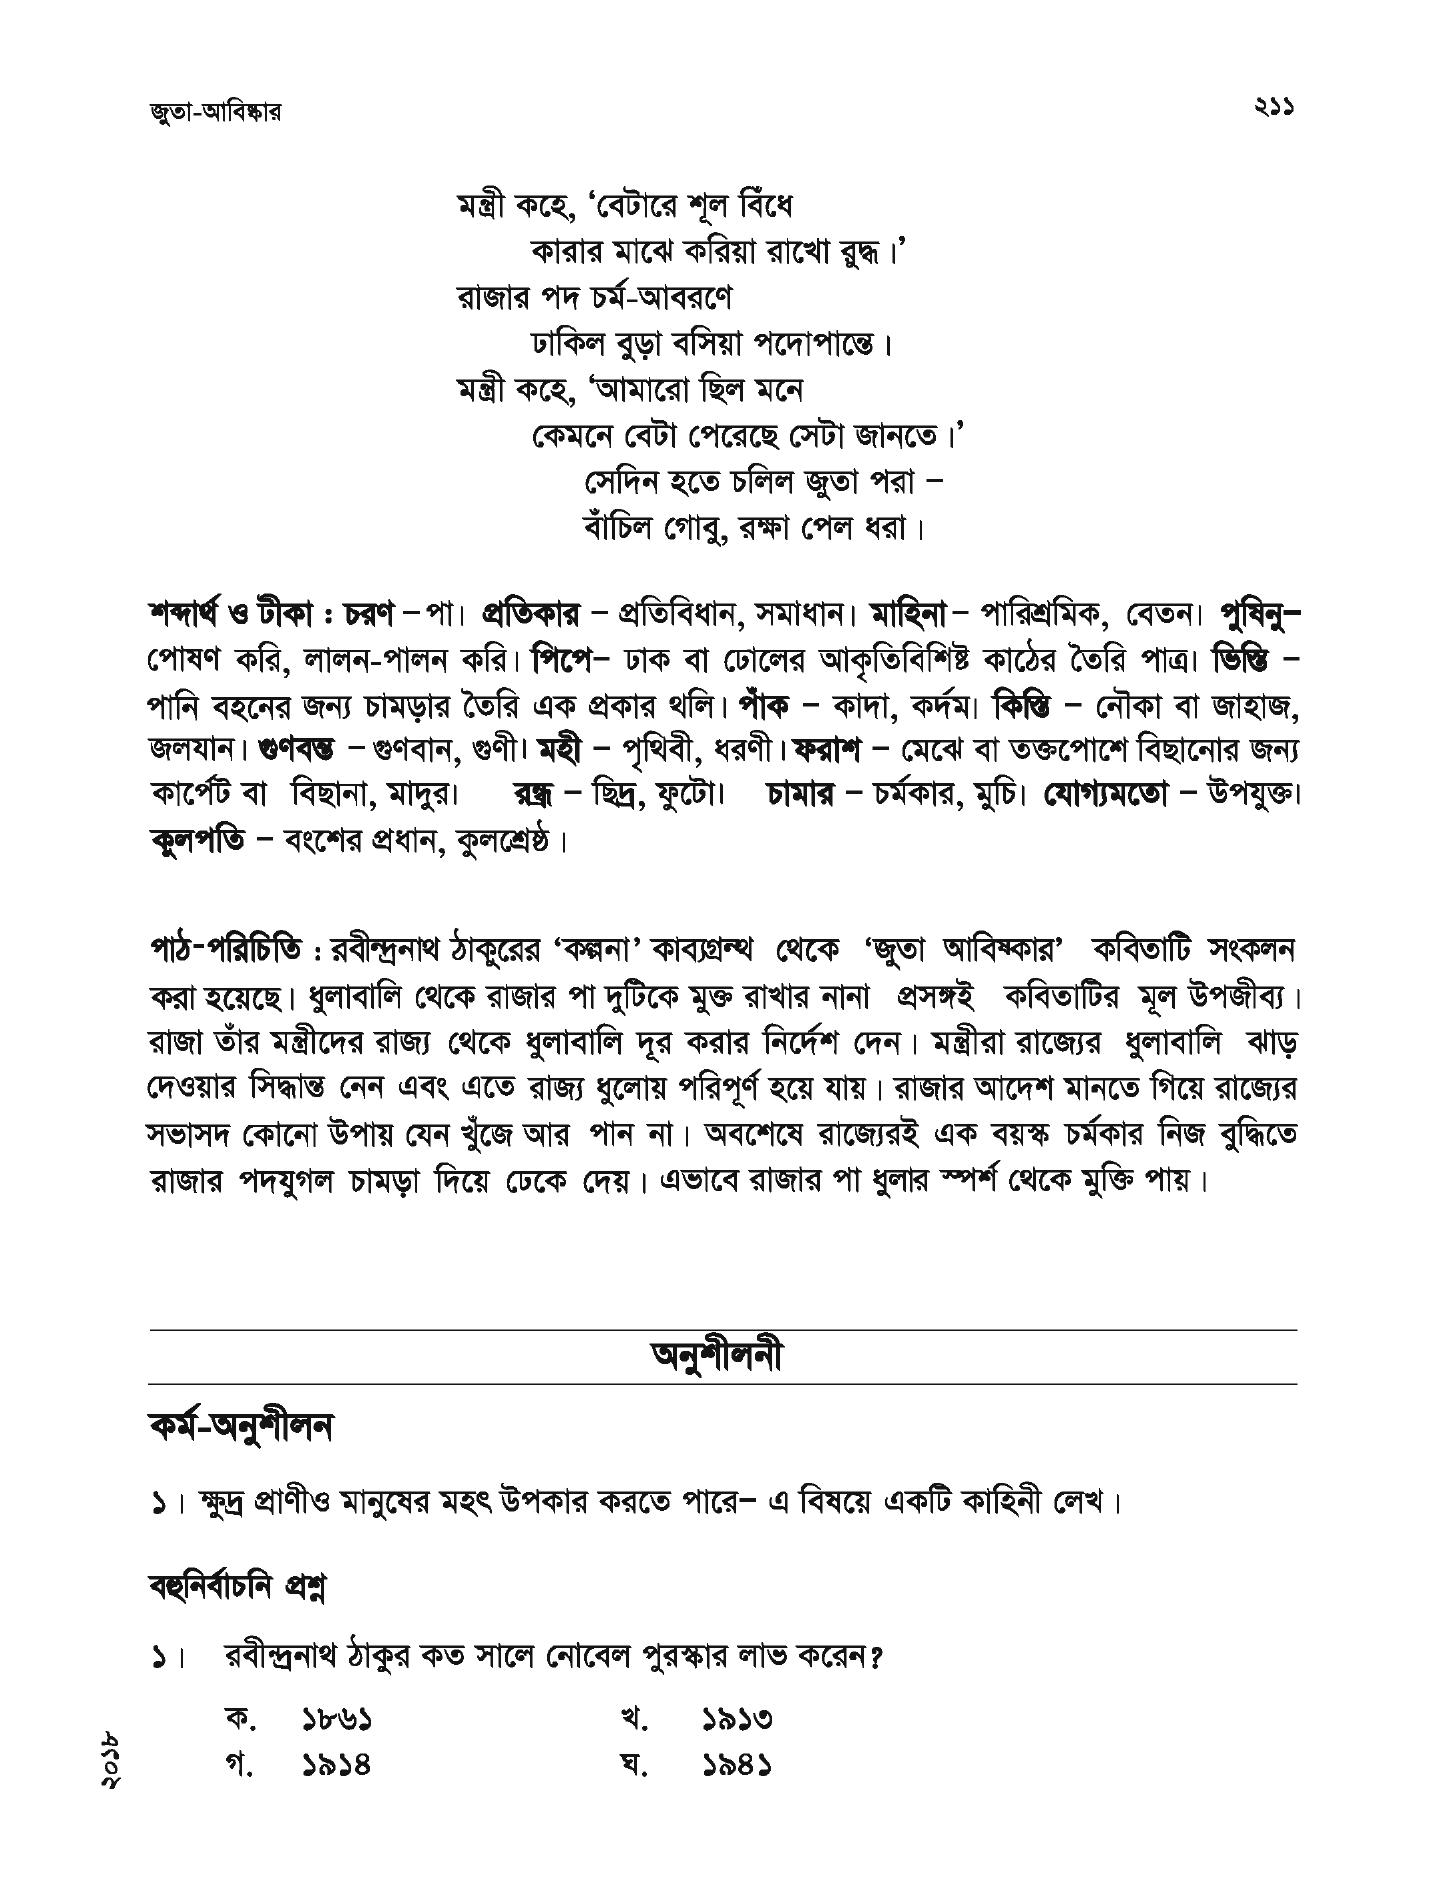 জুতা-আবিষ্কার
২১১
মন্ত্রী কহে, ‘বেটারে শূল বিঁধে
কারার মাঝে করিয়া রাখো রুদ্ধ।’
রাজার পদ চর্ম-আবরণে
ঢাকিল বুড়া বসিয়া পদোপান্তে।
মন্ত্রী কহে, ‘আমারো ছিল মনে
কেমনে বেটা পেরেছে সেটা জানতে।’
সেদিন হতে চলিল জুতা পরা –
বাঁচিল গোবু, রক্ষা পেল ধরা।
শব্দার্থ ও টীকা : চরণ – পা। প্রতিকার – প্রতিবিধান, সমাধান। মাহিনা – পারিশ্রমিক, বেতন। পুষিনু–
পোষণ করি, লালন-পালন করি। পিপে– ঢাক বা ঢোলের আকৃতিবিশিষ্ট কাঠের তৈরি পাত্র। ভিস্তি –
পানি বহনের জন্য চামড়ার তৈরি এক প্রকার থলি। পাঁক – কাদা, কর্দম। কিস্তি – নৌকা বা জাহাজ,
জলযান। গুণবন্ত – গুণবান, গুণী। মহী – পৃথিবী, ধরণী। ফরাশ – মেঝে বা তক্তপোশে বিছানোর জন্য
কার্পেট বা বিছানা, মাদুর। রন্ধ্র – ছিদ্র, ফুটো। চামার – চর্মকার, মুচি। যোগ্যমতো – উপযুক্ত।
কুলপতি – বংশের প্রধান, কুলশ্রেষ্ঠ।
পাঠ-পরিচিতি : রবীন্দ্রনাথ ঠাকুরের ‘কল্পনা’ কাব্যগ্রন্থ থেকে ‘জুতা আবিষ্কার’ কবিতাটি সংকলন
করা হয়েছে। ধুলাবালি থেকে রাজার পা দুটিকে মুক্ত রাখার নানা প্রসঙ্গই কবিতাটির মূল উপজীব্য।
রাজা তাঁর মন্ত্রীদের রাজ্য থেকে ধুলাবালি দূর করার নির্দেশ দেন। মন্ত্রীরা রাজ্যের ধুলাবালি ঝাড়
দেওয়ার সিদ্ধান্ত নেন এবং এতে রাজ্য ধুলোয় পরিপূর্ণ হয়ে যায়। রাজার আদেশ মানতে গিয়ে রাজ্যের
সভাসদ কোনো উপায় যেন খুঁজে আর পান না। অবশেষে রাজ্যেরই এক বয়স্ক চর্মকার নিজ বুদ্ধিতে
রাজার পদযুগল চামড়া দিয়ে ঢেকে দেয়। এভাবে রাজার পা ধুলার স্পর্শ থেকে মুক্তি পায়।
অনুশীলনী
কর্ম-অনুশীলন
১। ক্ষুদ্র প্রাণীও মানুষের মহৎ উপকার করতে পারে– এ বিষয়ে একটি কাহিনী লেখ।
বহুনির্বাচনি প্রশ্ন
১। রবীন্দ্রনাথ ঠাকুর কত সালে নোবেল পুরস্কার লাভ করেন?
ক. ১৮৬১ খ. ১৯১৩
গ. ১৯১৪ ঘ. ১৯৪১
২০১৮